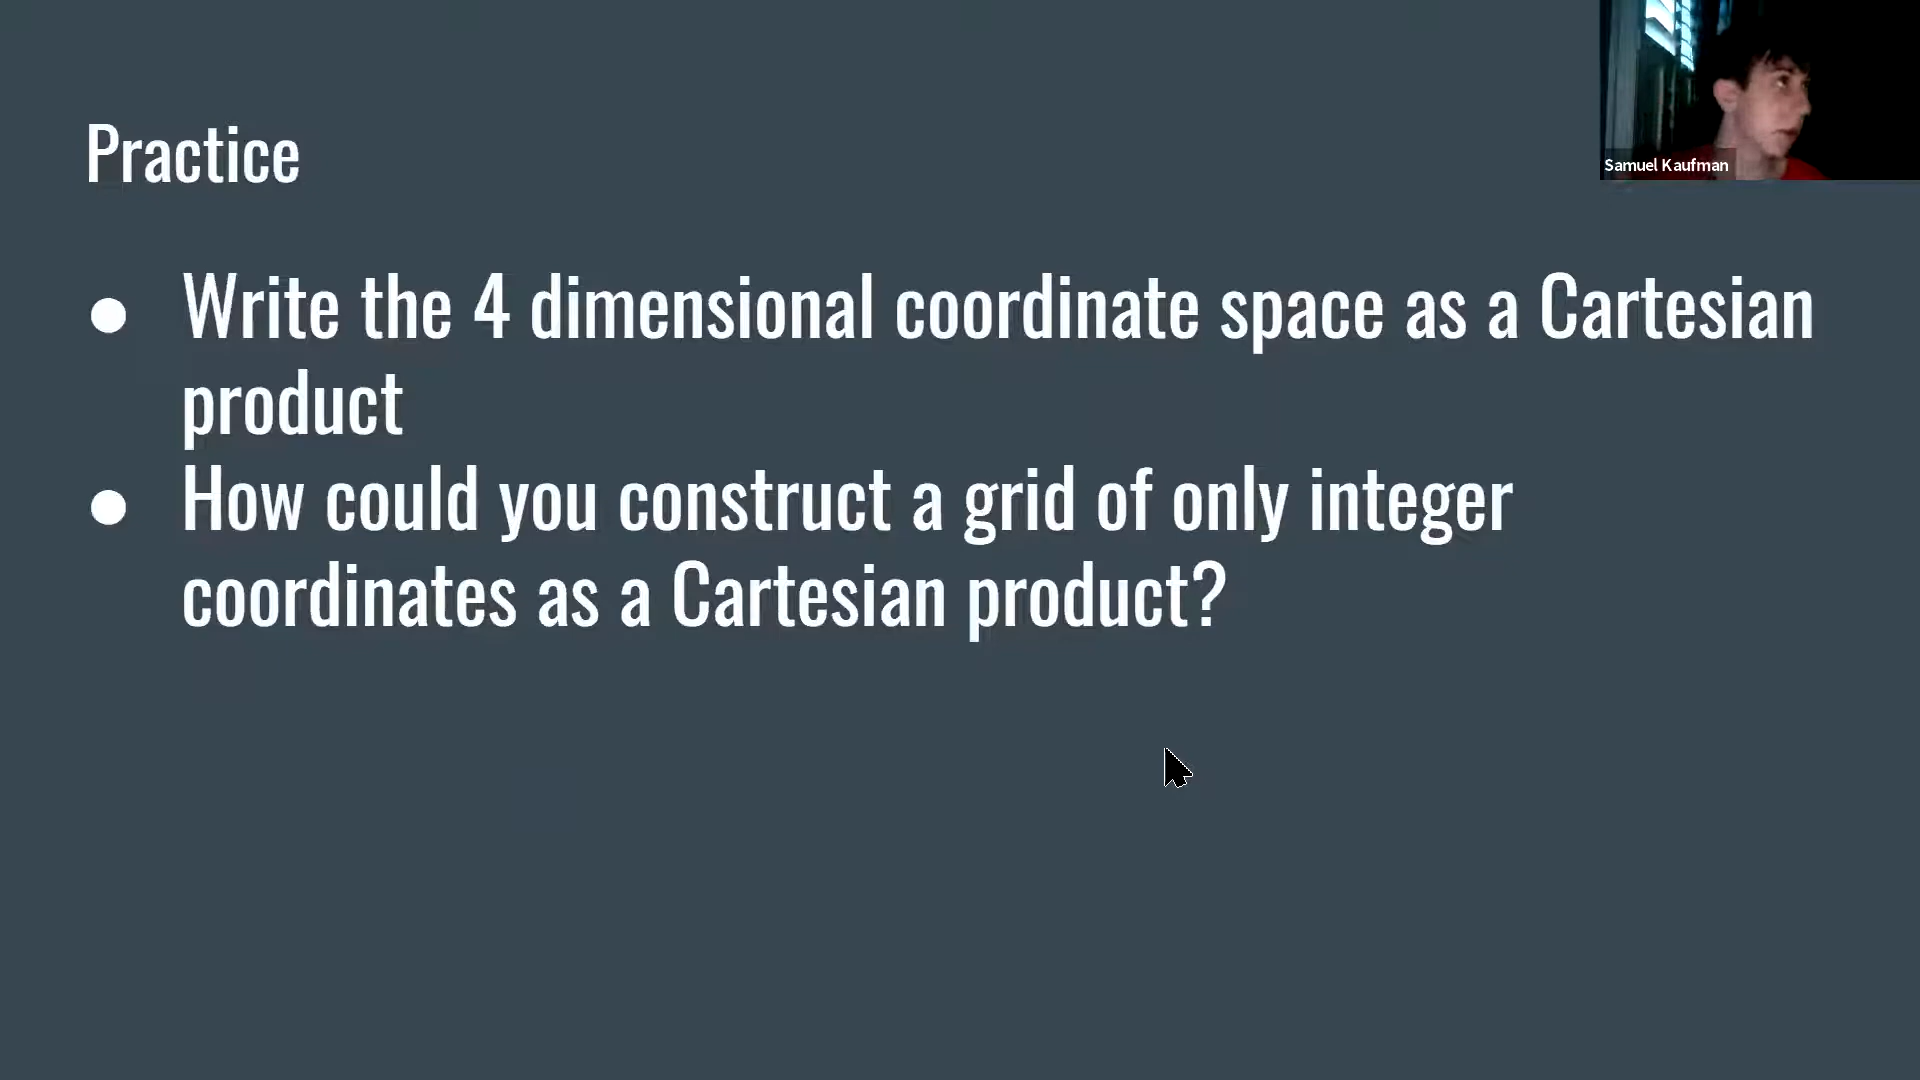 Practice
Samuel Kaufman
● Write the 4 dimensional coordinate space as a Cartesian
product
● How could you construct a grid of only integer
coordinates as a Cartesian product?